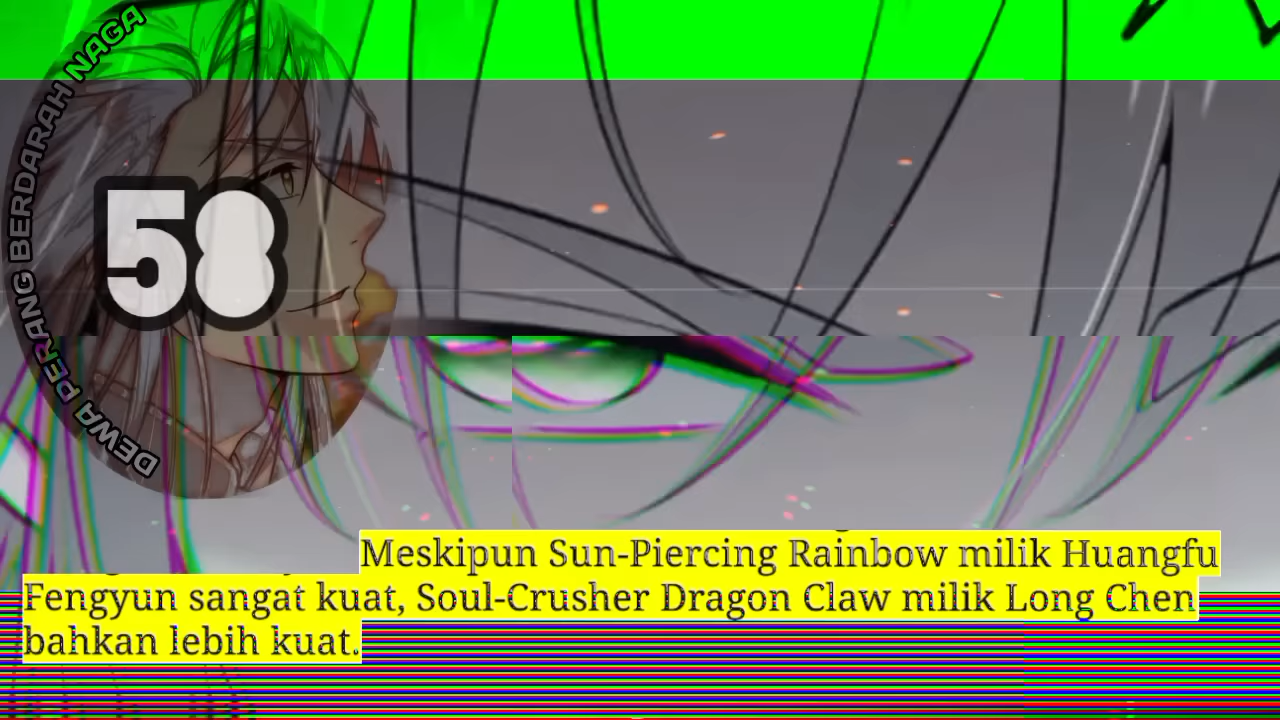 DEWA PERANG BERDARAH NAGA
58
Meskipun Sun-Piercing Rainbow milik Huangfu
Fengyun sangat kuat, Soul-Crusher Dragon Claw milik Long Chen
bahkan lebih kuat.